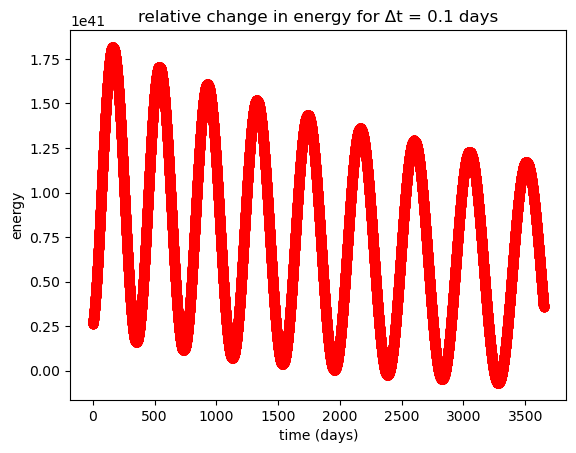 relative change in energy for Δt = 0.1 days
1e41
1.75
1.50
1.25
1.00
0.75
0.50
0.25
0.00
energy
0 500 1000 1500 2000 2500 3000 3500
time (days)